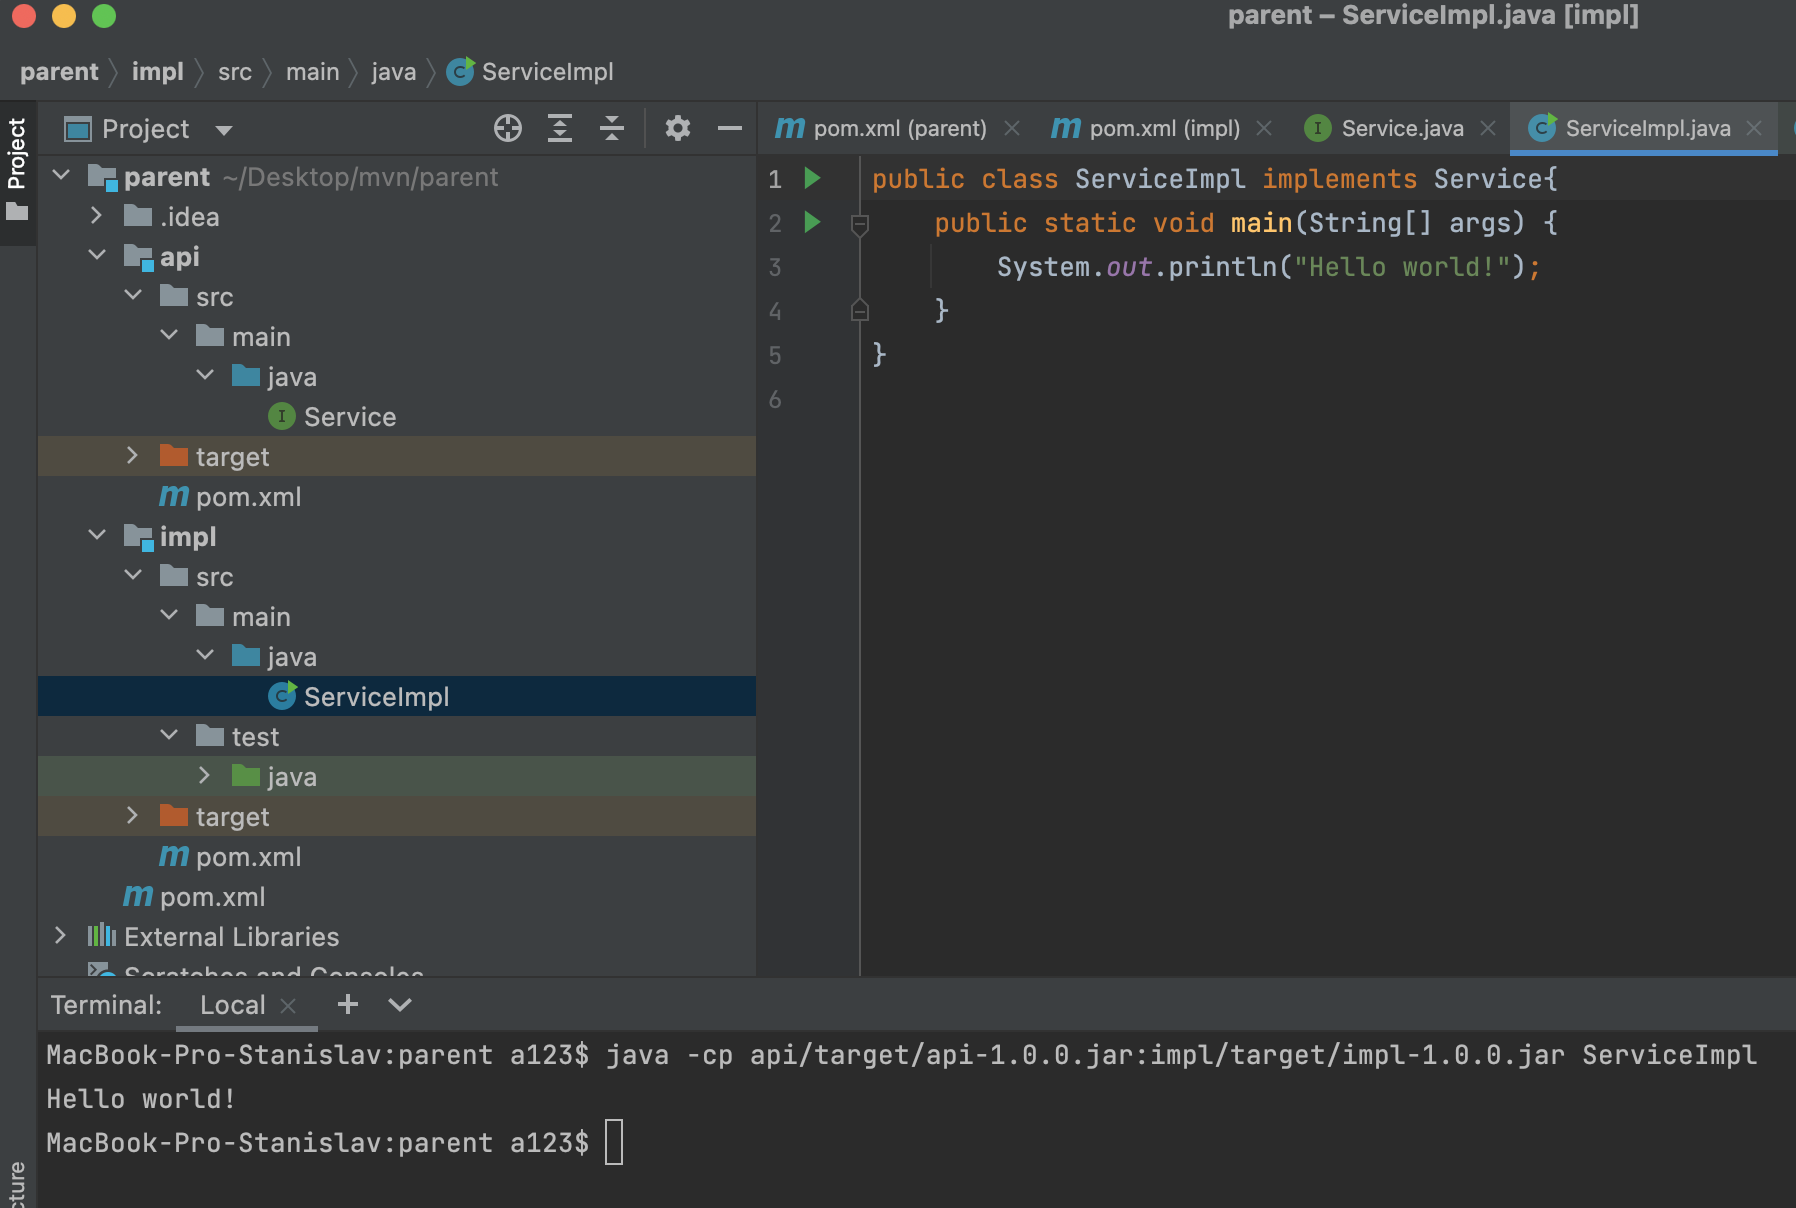 parent – ServiceImpl.java [impl]
parent impl src main java ServiceImpl
Project
Project
pom.xml (parent) pom.xml (impl) Service.java ServiceImpl.java
parent ~/Desktop/mvn/parent
.idea
api
src
main
java
Service
target
pom.xml
impl
src
main
java
ServiceImpl
test
java
target
pom.xml
pom.xml
External Libraries
Scratches and Consoles
1 public class ServiceImpl implements Service{
2 public static void main(String[] args) {
3 System.out.println("Hello world!");
4 }
5 }
6
Terminal: Local
MacBook-Pro-Stanislav:parent a123$ java -cp api/target/api-1.0.0.jar:impl/target/impl-1.0.0.jar ServiceImpl
Hello world!
MacBook-Pro-Stanislav:parent a123$
cture